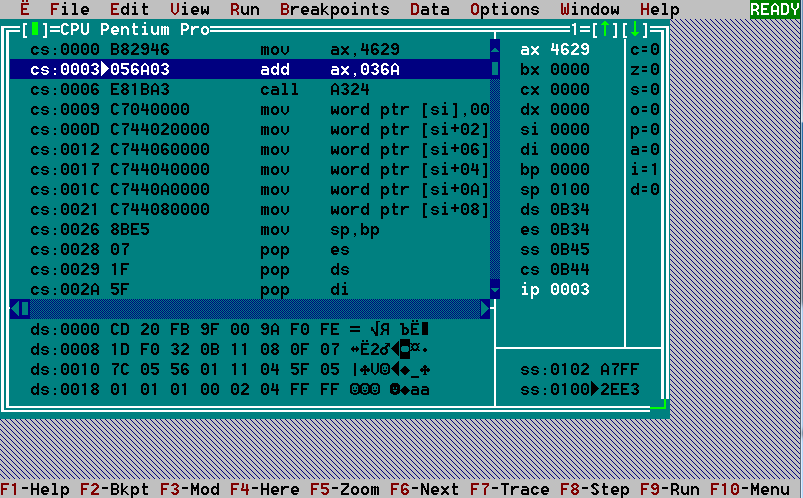 Ё File Edit View Run Breakpoints Data Options Window Help READY
[■]=CPU Pentium Pro 1=[↑][↓]
cs:0000 B82946 mov ax,4629 ax 4629 c=0
cs:0003►056A03 add ax,036A bx 0000 z=0
cs:0006 E81BA3 call A324 cx 0000 s=0
cs:0009 C7040000 mov word ptr [si],00 dx 0000 o=0
cs:000D C744020000 mov word ptr [si+02] si 0000 p=0
cs:0012 C744060000 mov word ptr [si+06] di 0000 a=0
cs:0017 C744040000 mov word ptr [si+04] bp 0000 i=1
cs:001C C7440A0000 mov word ptr [si+0A] sp 0100 d=0
cs:0021 C744080000 mov word ptr [si+08] ds 0B34
cs:0026 8BE5 mov sp,bp es 0B34
cs:0028 07 pop es ss 0B45
cs:0029 1F pop ds cs 0B44
cs:002A 5F pop di ip 0003
ds:0000 CD 20 FB 9F 00 9A F0 FE = √Я ЪЁ■
ds:0008 1D F0 32 0B 11 08 0F 07 ↔Ё2♂◄◘¤•
ds:0010 7C 05 56 01 11 04 5F 05 |♣V☺◄♦_♣ ss:0102 A7FF
ds:0018 01 01 01 00 02 04 FF FF ☺☺☺ ☻♦aa ss:0100►2EE3
F1-Help F2-Bkpt F3-Mod F4-Here F5-Zoom F6-Next F7-Trace F8-Step F9-Run F10-Menu